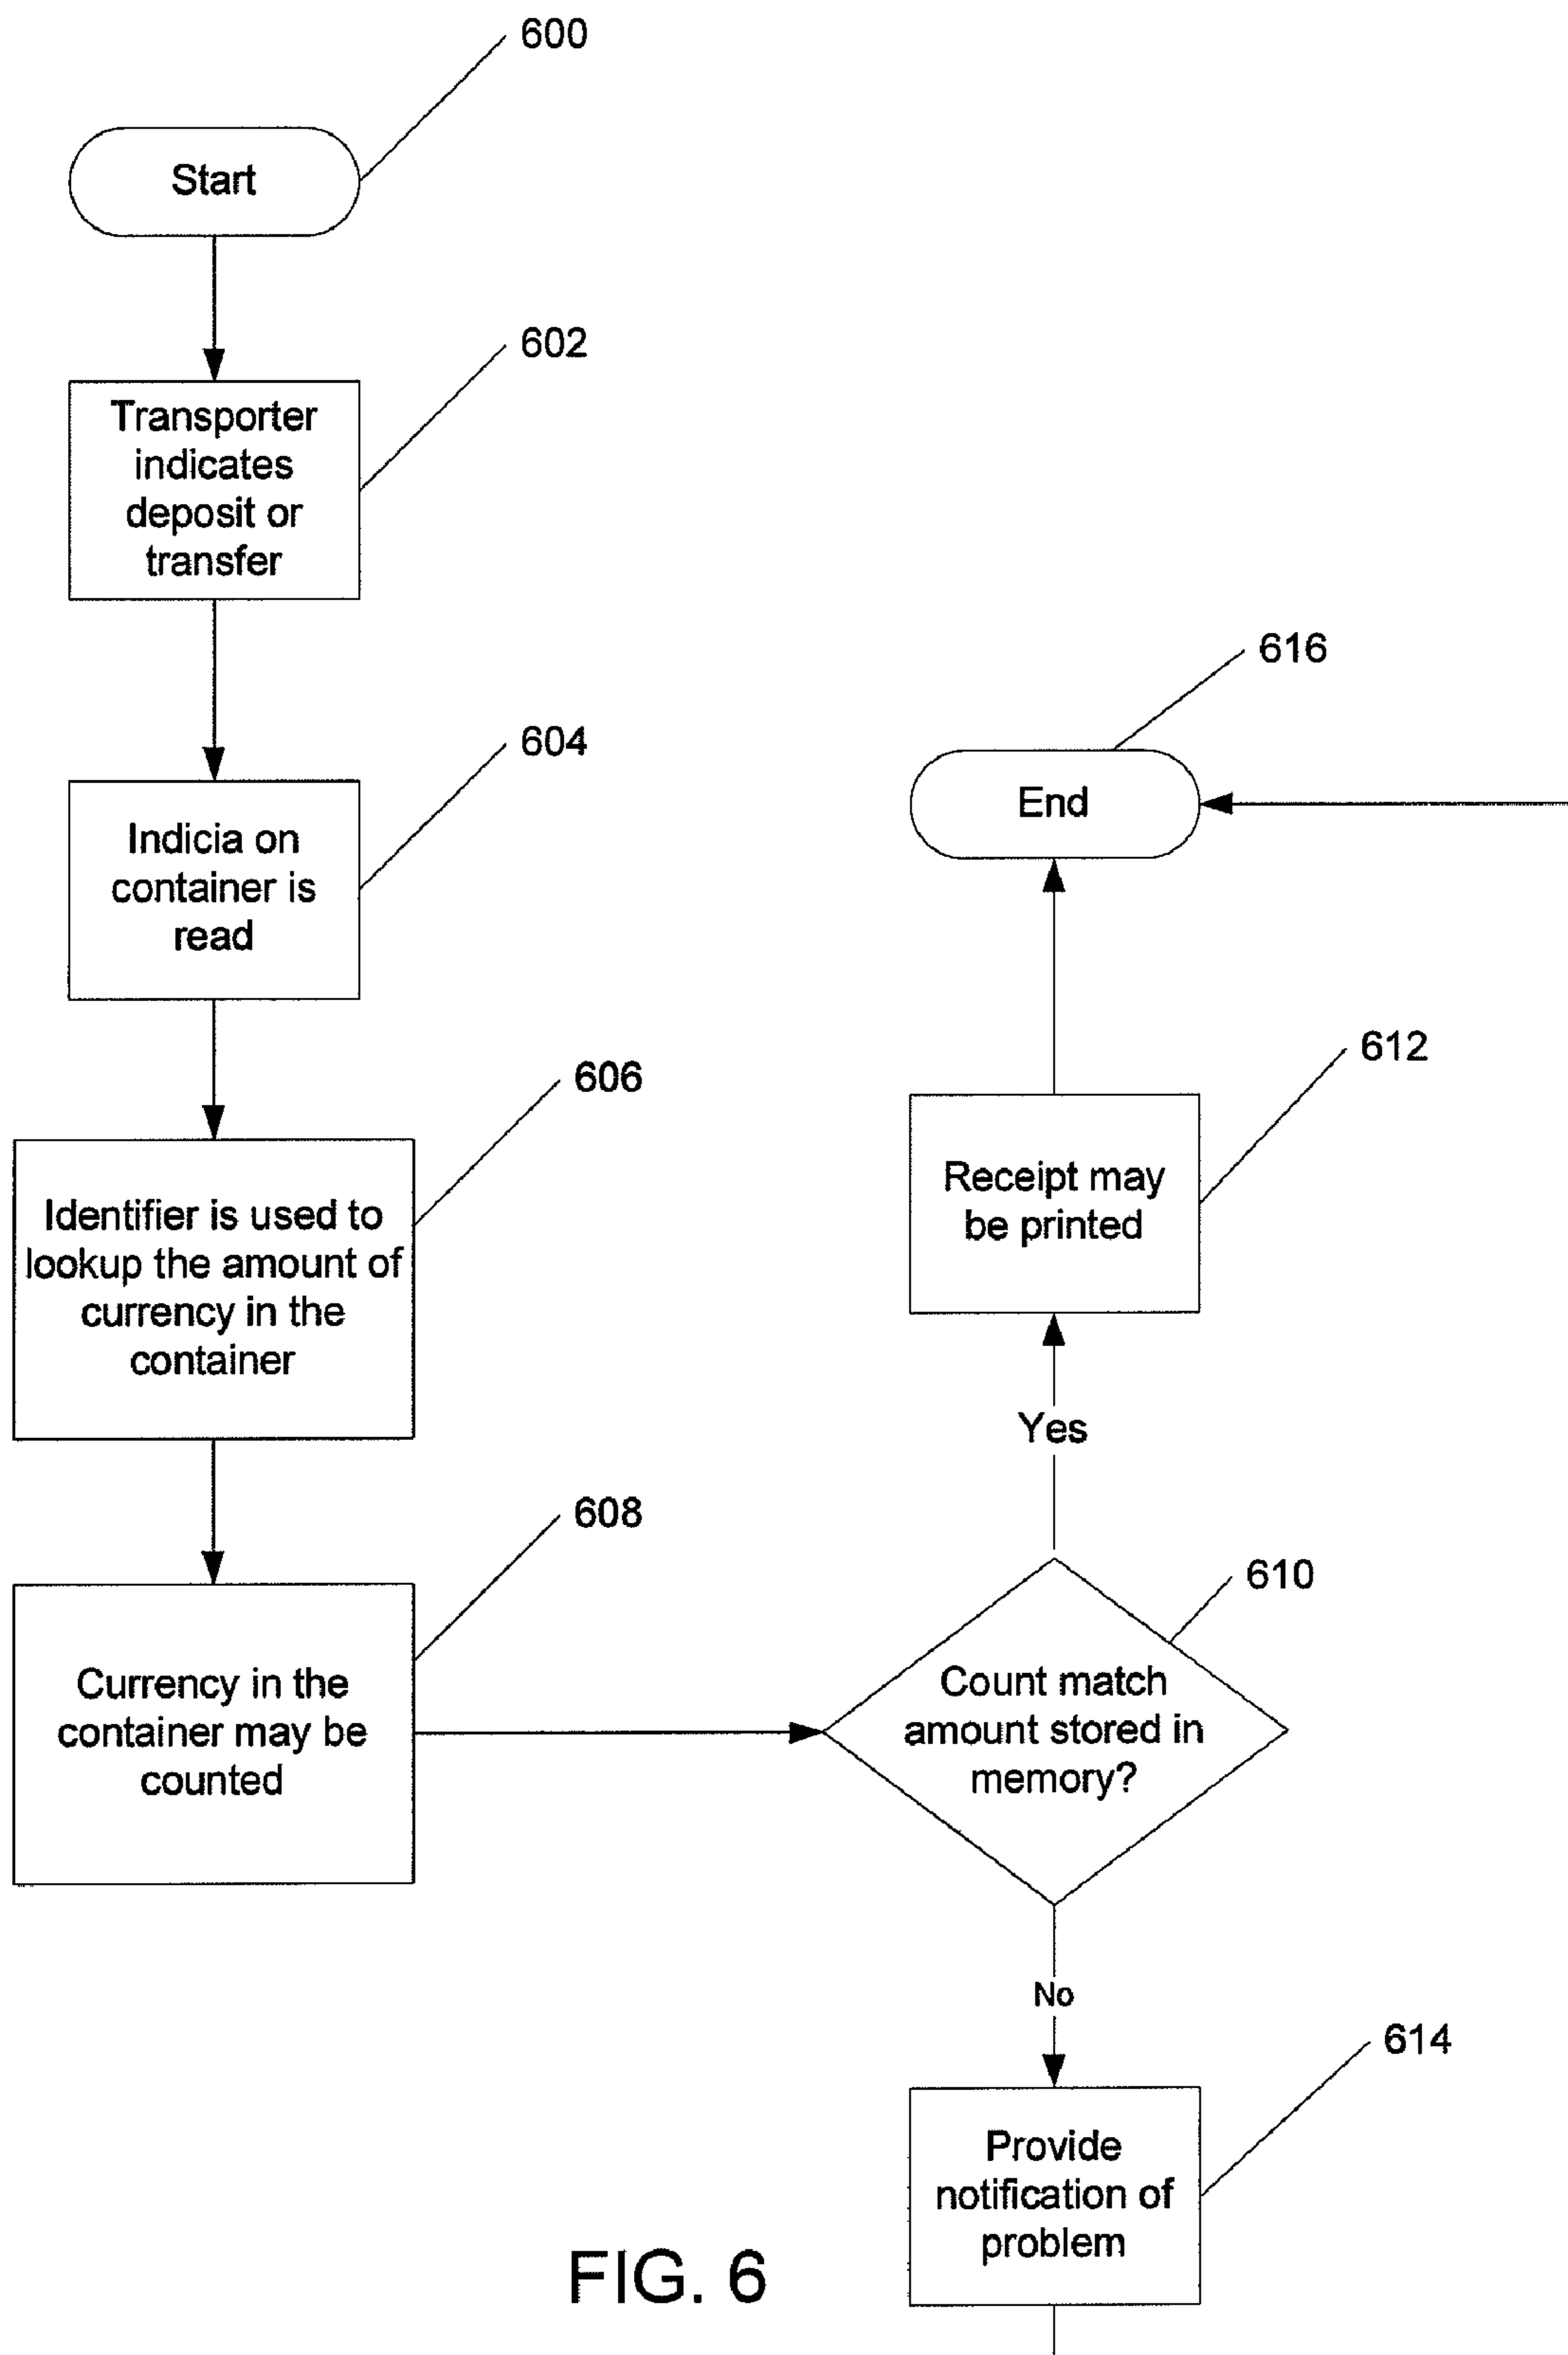 600
Start
602
Transporter
indicates
deposit or
transfer
604
Indicia on
container is
read
606
Identifier is used to
lookup the amount of
currency in the
container
608
Currency in the
container may be
counted
610
Count match
amount stored in
memory?
Yes
612
Receipt may
be printed
616
End
No
614
Provide
notification of
problem
FIG. 6